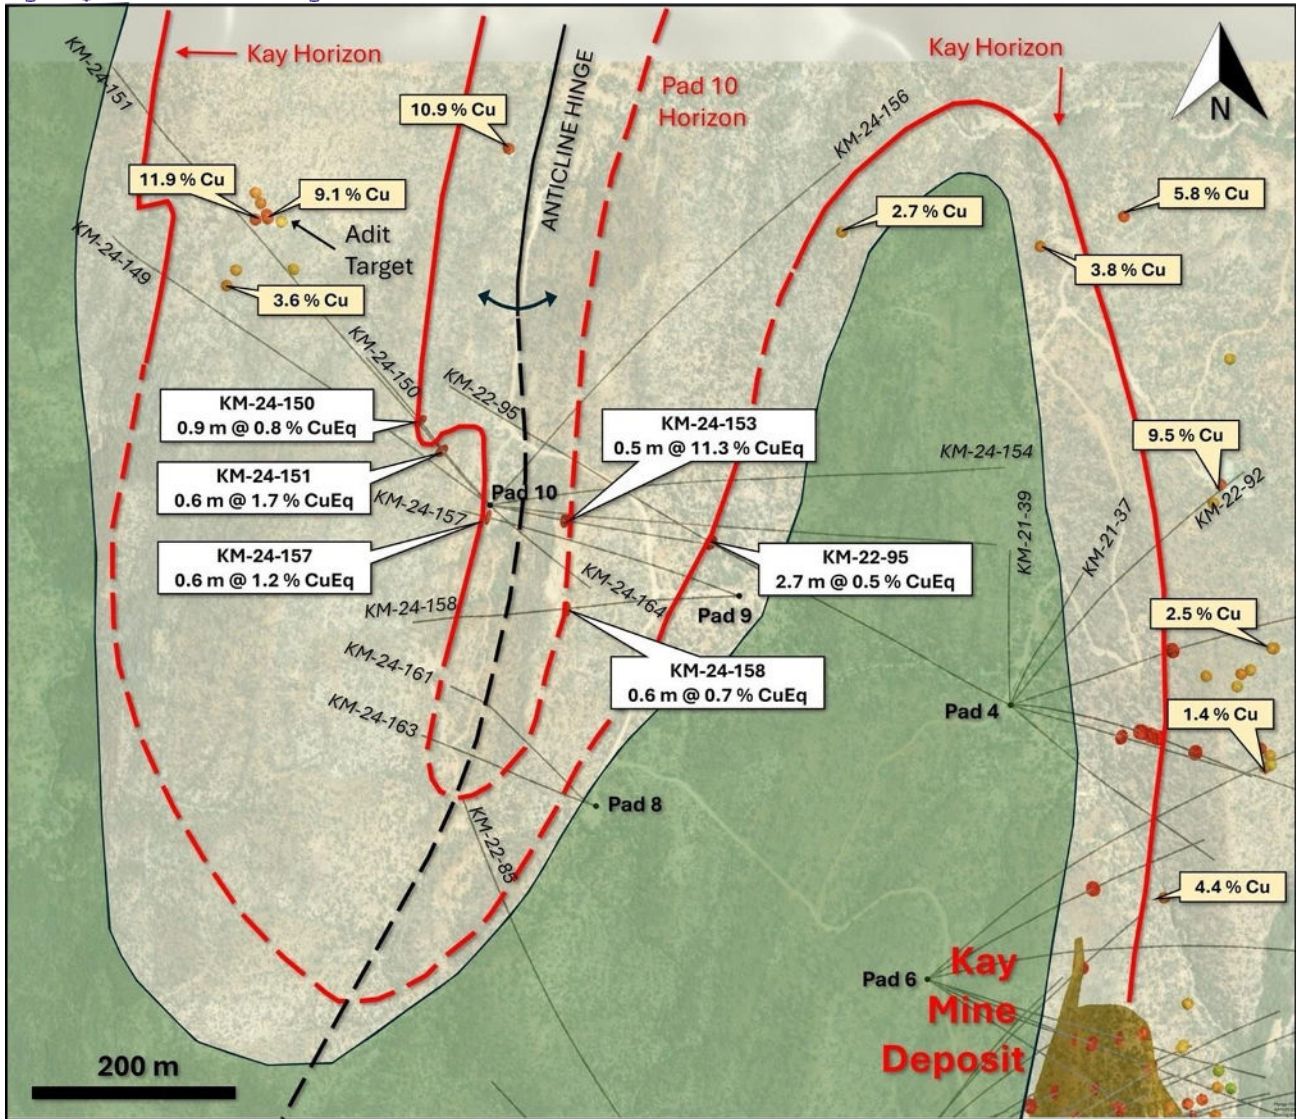 Kay Horizon
Kay Horizon
Pad 10
Horizon
ANTICLINE HINGE
N
KM-24-151
KM-24-156
10.9 % Cu
11.9 % Cu
9.1 % Cu
Adit
Target
3.6 % Cu
2.7 % Cu
5.8 % Cu
3.8 % Cu
KM-24-149
KM-24-150
KM-22-95
KM-24-150
0.9 m @ 0.8 % CuEq
KM-24-153
0.5 m @ 11.3 % CuEq
KM-24-154
9.5 % Cu
KM-24-151
0.6 m @ 1.7 % CuEq
Pad 10
KM-24-157
KM-21-39
KM-21-37
KM-22-92
KM-24-157
0.6 m @ 1.2 % CuEq
KM-22-95
2.7 m @ 0.5 % CuEq
KM-24-164
KM-24-158
Pad 9
2.5 % Cu
KM-24-161
KM-24-158
0.6 m @ 0.7 % CuEq
KM-24-163
Pad 4
1.4 % Cu
Pad 8
KM-22-85
4.4 % Cu
Pad 6
Kay
Mine
Deposit
200 m